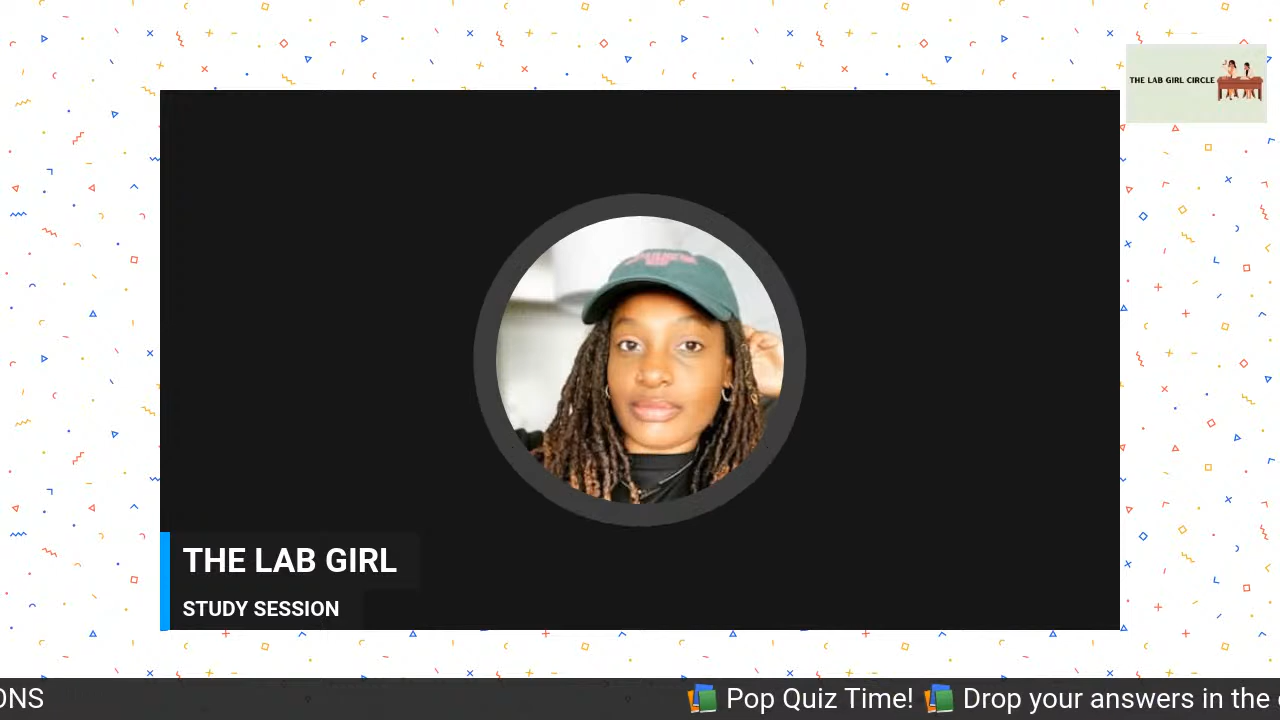 THE LAB GIRL CIRCLE
THE LAB GIRL
STUDY SESSION
ONS Pop Quiz Time! Drop your answers in the